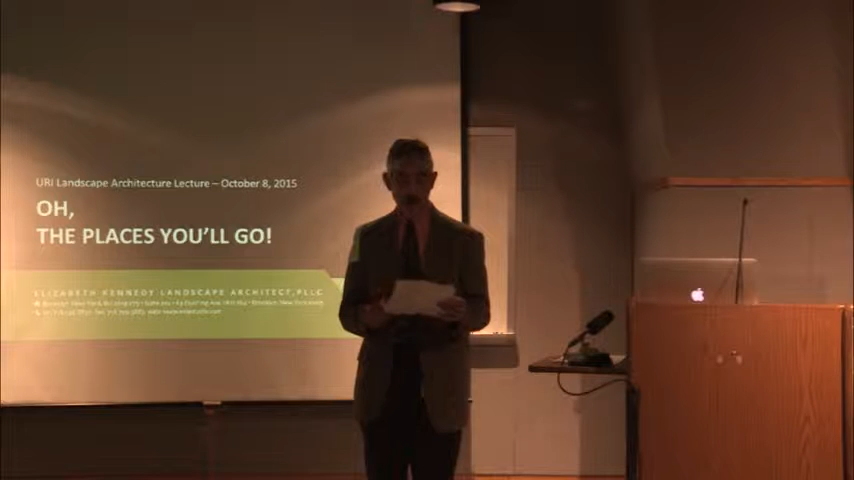 URI Landscape Architecture Lecture – October 8, 2015
OH,
THE PLACES YOU'LL GO!
ELIZABETH KENNEDY LANDSCAPE ARCHITECT, PLLC